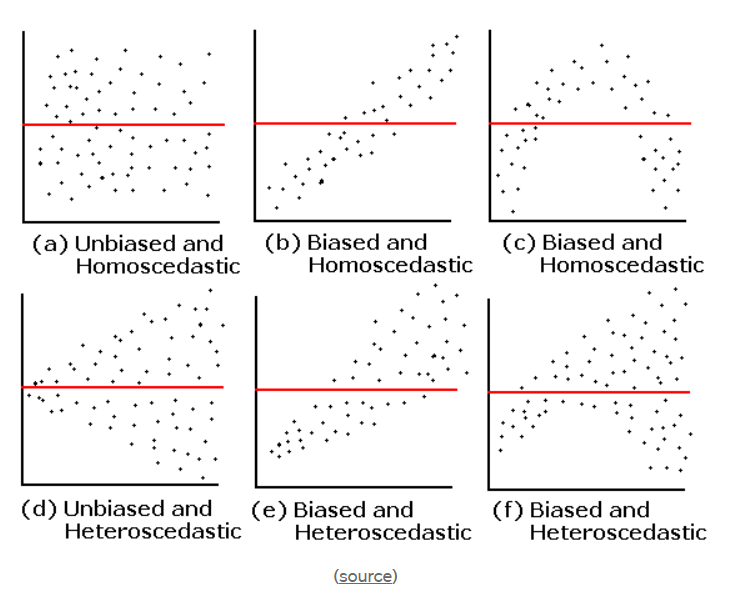 (a) Unbiased and
Homoscedastic
(b) Biased and
Homoscedastic
(c) Biased and
Homoscedastic
(d) Unbiased and
Heteroscedastic
(e) Biased and
Heteroscedastic
(f) Biased and
Heteroscedastic
(source)